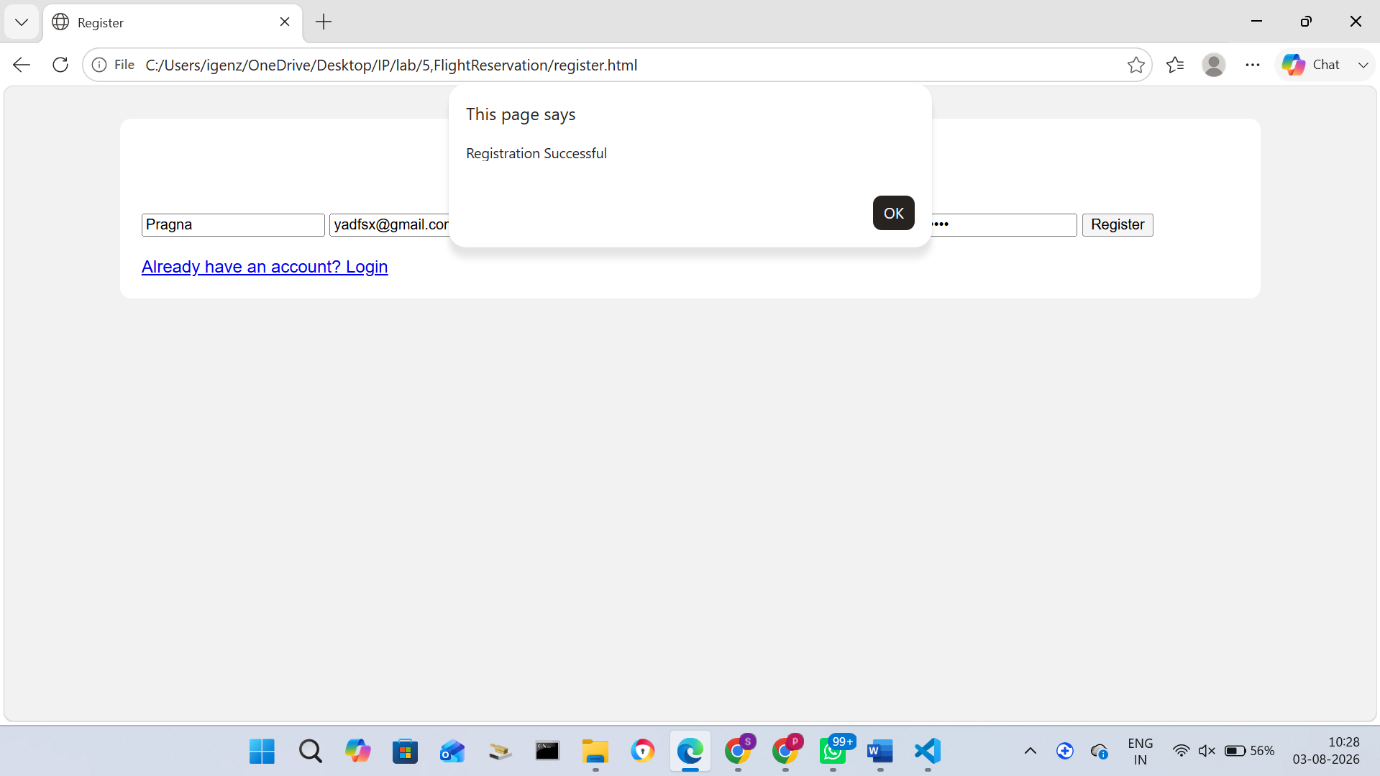 Register
File C:/Users/igenz/OneDrive/Desktop/IP/lab/5,FlightReservation/register.html
Chat
This page says
Registration Successful
OK
Pragna yadfsx@gmail.co •••• Register
Already have an account? Login
S P 99+
ENG
IN
56%
10:28
03-08-2026